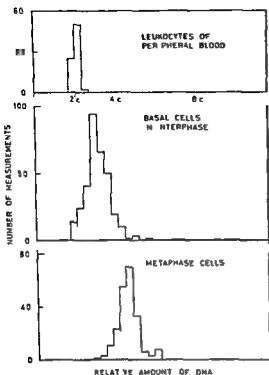 60
LEUKOCYTES OF
PERIPHERAL BLOOD
0
2c 4c 8c
100
BASAL CELLS
IN INTERPHASE
50
NUMBER OF MEASUREMENTS
0
80
METAPHASE CELLS
40
0
RELATIVE AMOUNT OF DNA